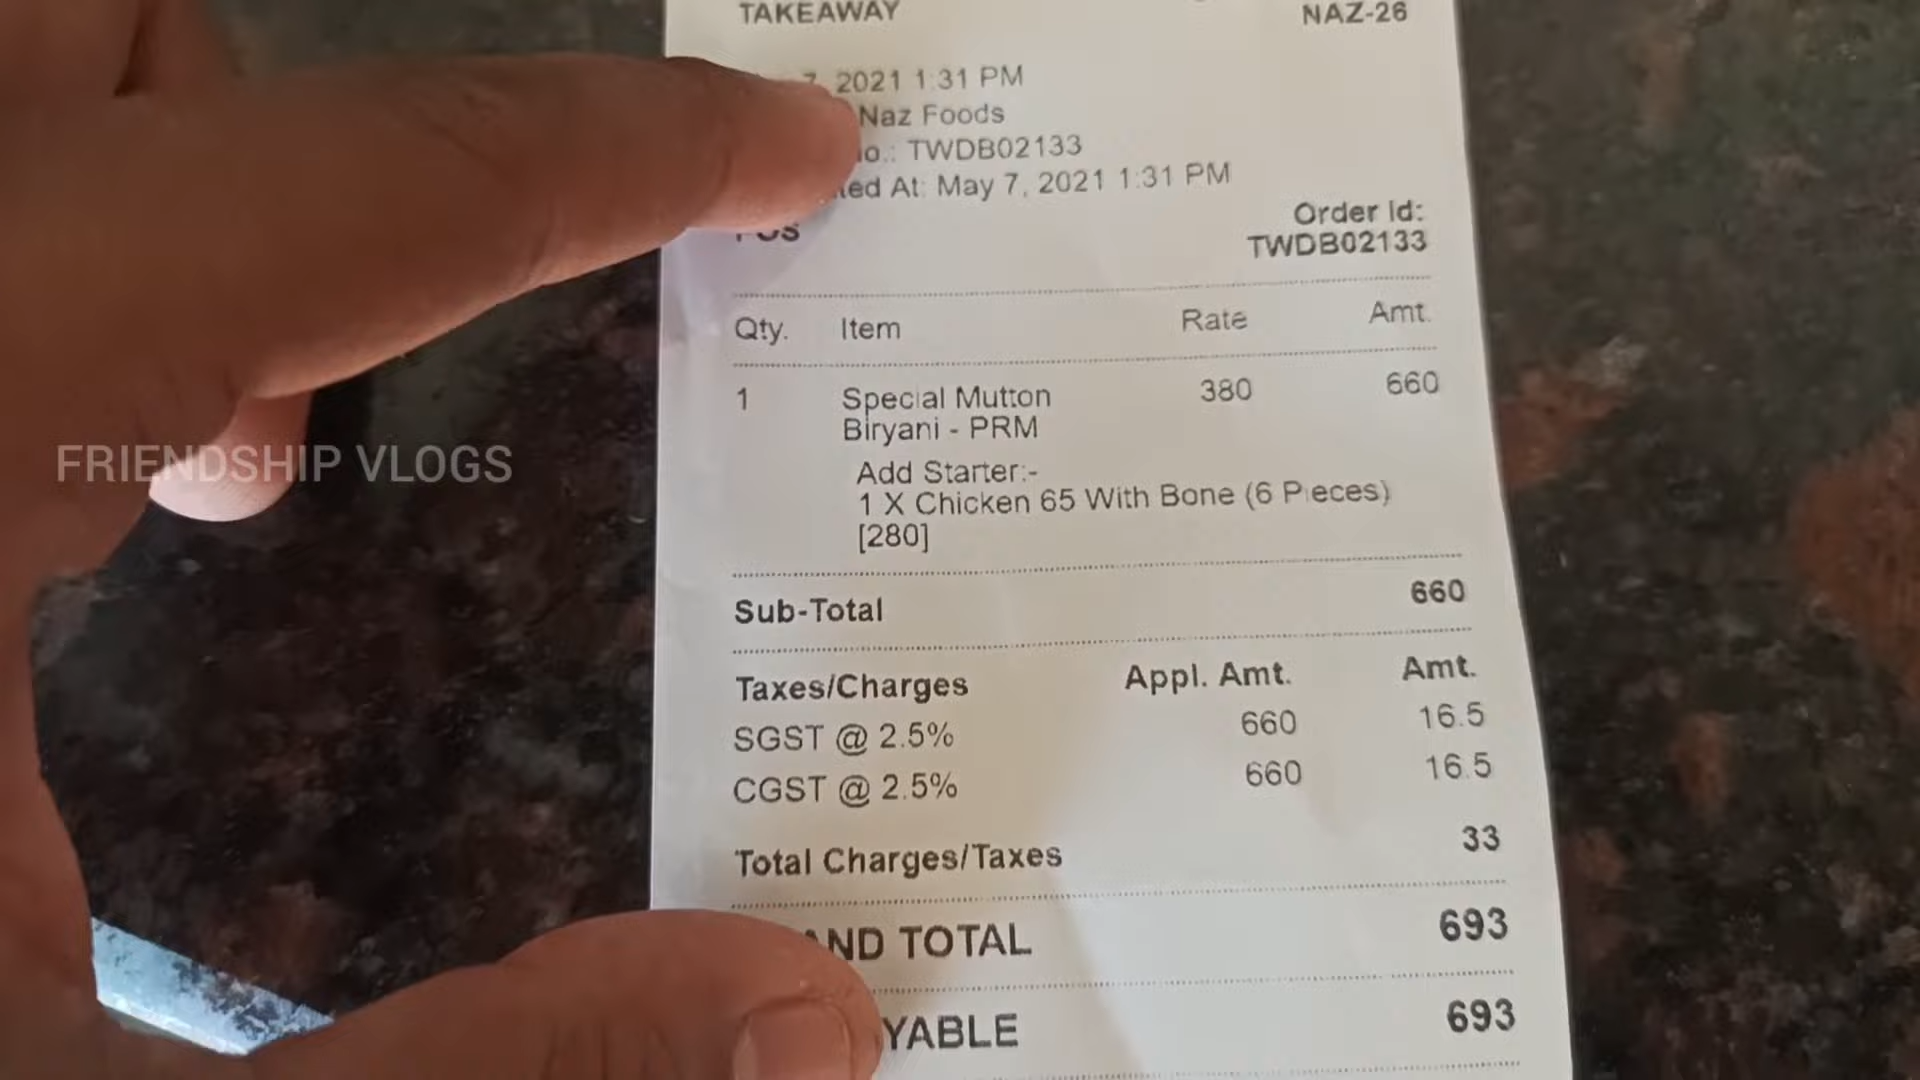 TAKEAWAY NAZ-26
7, 2021 1:31 PM
Naz Foods
TWDB02133
At: May 7, 2021 1:31 PM
Order Id:
TWDB02133
Qty. Item Rate Amt.
1 Special Mutton 380 660
Biryani - PRM
Add Starter:-
1 X Chicken 65 With Bone (6 Pieces)
[280]
Sub-Total 660
Taxes/Charges Appl. Amt. Amt.
SGST @ 2.5% 660 16.5
CGST @ 2.5% 660 16.5
Total Charges/Taxes 33
TOTAL 693
693
FRIENDSHIP VLOGS